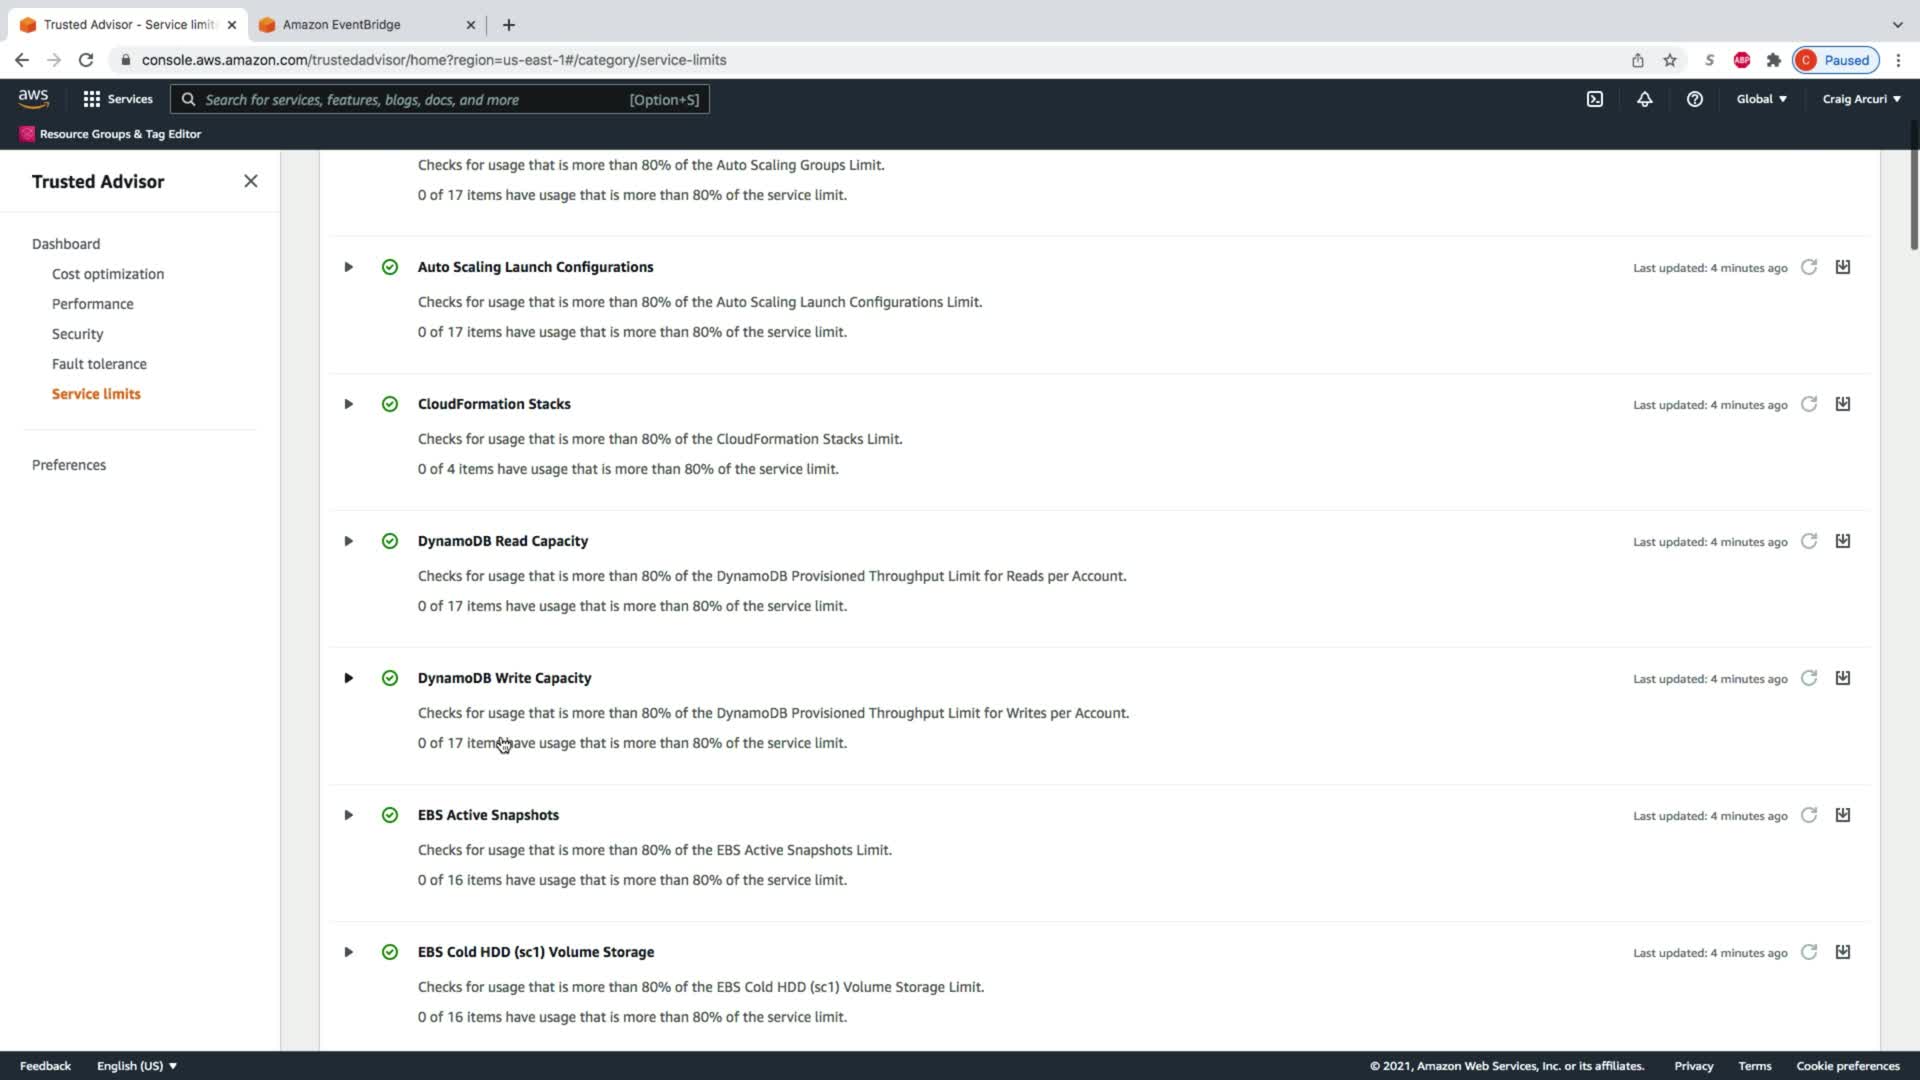 Trusted Advisor - Service limit
Amazon EventBridge
console.aws.amazon.com/trustedadvisor/home?region=us-east-1#/category/service-limits
S
ABP
C
Paused
aws
Services
Search for services, features, blogs, docs, and more
[Option+S]
Global
Craig Arcuri
Resource Groups & Tag Editor
Trusted Advisor
Dashboard
Cost optimization
Performance
Security
Fault tolerance
Service limits
Preferences
Checks for usage that is more than 80% of the Auto Scaling Groups Limit.
0 of 17 items have usage that is more than 80% of the service limit.
Auto Scaling Launch Configurations
Last updated: 4 minutes ago
Checks for usage that is more than 80% of the Auto Scaling Launch Configurations Limit.
0 of 17 items have usage that is more than 80% of the service limit.
CloudFormation Stacks
Last updated: 4 minutes ago
Checks for usage that is more than 80% of the CloudFormation Stacks Limit.
0 of 4 items have usage that is more than 80% of the service limit.
DynamoDB Read Capacity
Last updated: 4 minutes ago
Checks for usage that is more than 80% of the DynamoDB Provisioned Throughput Limit for Reads per Account.
0 of 17 items have usage that is more than 80% of the service limit.
DynamoDB Write Capacity
Last updated: 4 minutes ago
Checks for usage that is more than 80% of the DynamoDB Provisioned Throughput Limit for Writes per Account.
0 of 17 items have usage that is more than 80% of the service limit.
EBS Active Snapshots
Last updated: 4 minutes ago
Checks for usage that is more than 80% of the EBS Active Snapshots Limit.
0 of 16 items have usage that is more than 80% of the service limit.
EBS Cold HDD (sc1) Volume Storage
Last updated: 4 minutes ago
Checks for usage that is more than 80% of the EBS Cold HDD (sc1) Volume Storage Limit.
0 of 16 items have usage that is more than 80% of the service limit.
Feedback
English (US)
© 2021, Amazon Web Services, Inc. or its affiliates.
Privacy
Terms
Cookie preferences